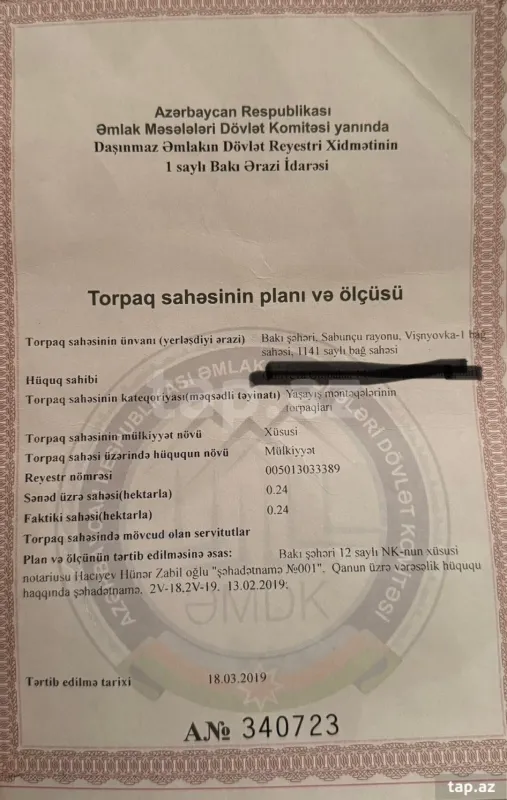 Azərbaycan Respublikası
Əmlak Məsələləri Dövlət Komitəsi yanında
Daşınmaz Əmlakın Dövlət Reyestri Xidmətinin
1 saylı Bakı Ərazi İdarəsi
Torpaq sahəsinin planı və ölçüsü
Torpaq sahəsinin ünvanı (yerləşdiyi ərazi) Bakı şəhəri, Sabunçu rayonu, Vişnyovka-1 bağ
sahəsi, 1141 saylı bağ sahəsi
Hüquq sahibi
Torpaq sahəsinin kateqoriyası(məqsədli təyinatı) Yaşayış məntəqələrinin
torpaqları
Torpaq sahəsinin mülkiyyət növü Xüsusi
Torpaq sahəsi üzərində hüququn növü Mülkiyyət
Reyestr nömrəsi 005013033389
Sənəd üzrə sahəsi(hektarla) 0.24
Faktiki sahəsi(hektarla) 0.24
Torpaq sahəsində mövcud olan servitutlar
Plan və ölçünün tərtib edilməsinə əsas: Bakı şəhəri 12 saylı NK-nun xüsusi
notariusu Hacıyev Hünər Zabil oğlu "şəhadətnamə №001". Qanun üzrə vərəsəlik hüququ
haqqında şəhadətnamə. 2V-18,2V-19. 13.02.2019.
ƏMDK
Tərtib edilmə tarixi 18.03.2019
A.№ 340723
tap.az
tap.az